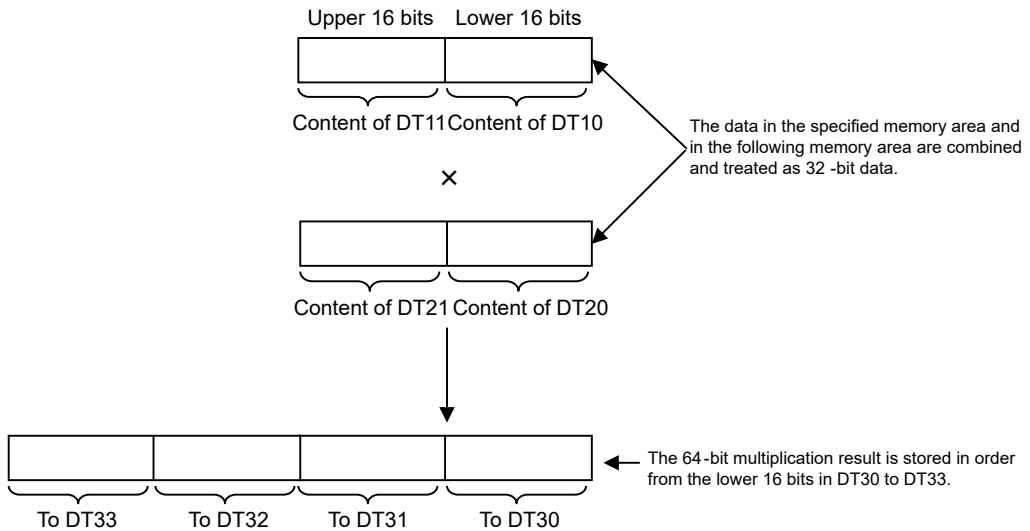 Upper 16 bits Lower 16 bits
Content of DT11 Content of DT10
The data in the specified memory area and
in the following memory area are combined
and treated as 32 -bit data.
×
Content of DT21 Content of DT20
The 64-bit multiplication result is stored in order
from the lower 16 bits in DT30 to DT33.
To DT33 To DT32 To DT31 To DT30